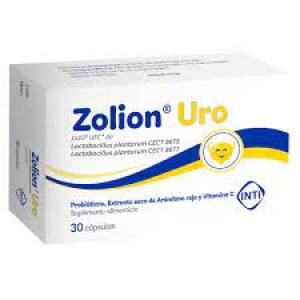 Zolion® Uro
Lactobacillus plantarum CECT 8675
Lactobacillus plantarum CECT 8677
Probióticos, Extracto seco de Arándano rojo y Vitamina C
Suplemento alimenticio
30 cápsulas
INTI
Zolion® Uro